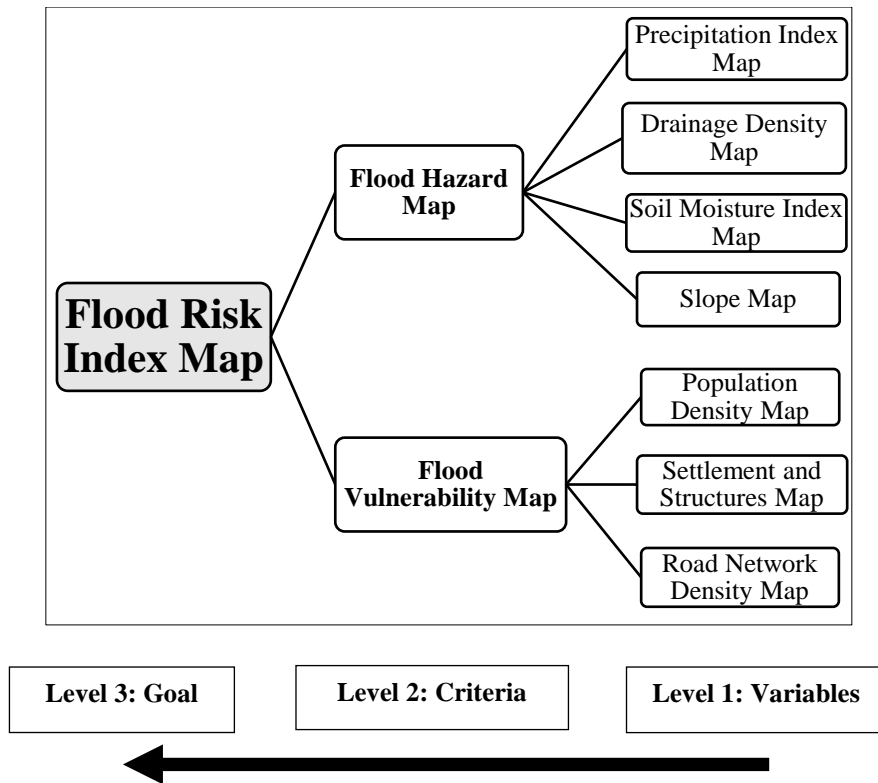 Precipitation Index
Map
Drainage Density
Map
Flood Hazard
Map
Soil Moisture Index
Map
Slope Map
Flood Risk
Index Map
Population
Density Map
Flood
Vulnerability Map
Settlement and
Structures Map
Road Network
Density Map
Level 3: Goal
Level 2: Criteria
Level 1: Variables